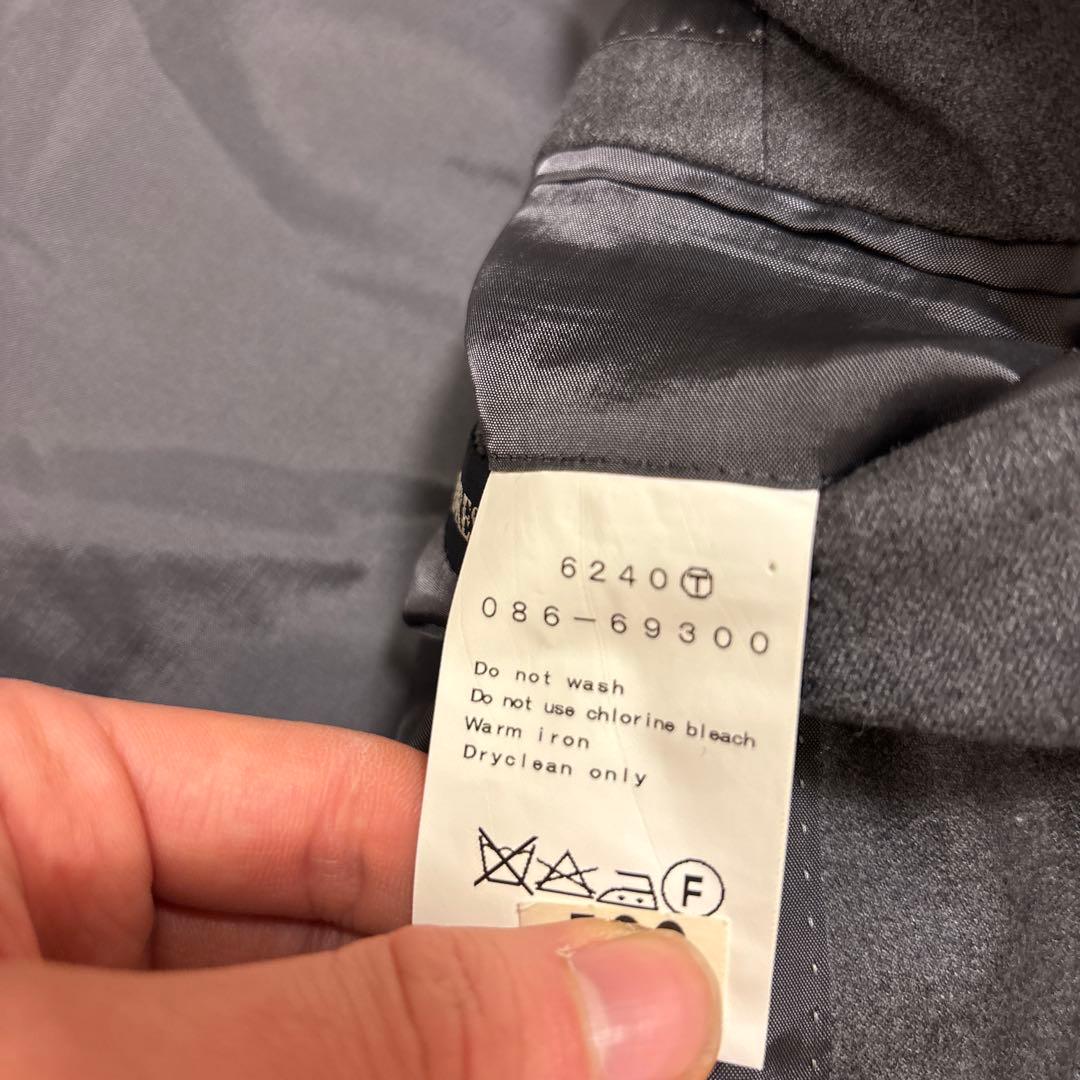 6240Ⓣ
086-69300
Do not wash
Do not use chlorine bleach
Warm iron
Dryclean only
F